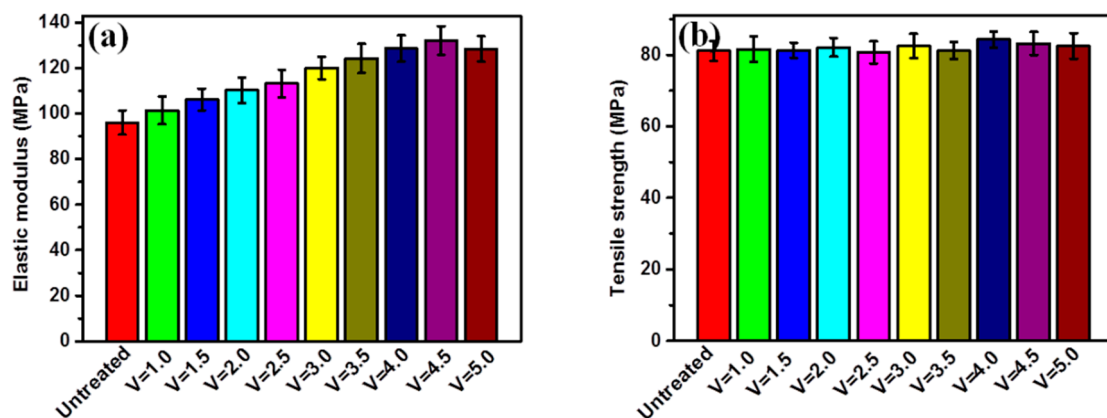 (a)
Elastic modulus (MPa)
140
120
100
80
60
40
20
0
Untreated
V=1.0
V=1.5
V=2.0
V=2.5
V=3.0
V=3.5
V=4.0
V=4.5
V=5.0
(b)
Tensile strength (MPa)
80
60
40
20
0
Untreated
V=1.0
V=1.5
V=2.0
V=2.5
V=3.0
V=3.5
V=4.0
V=4.5
V=5.0